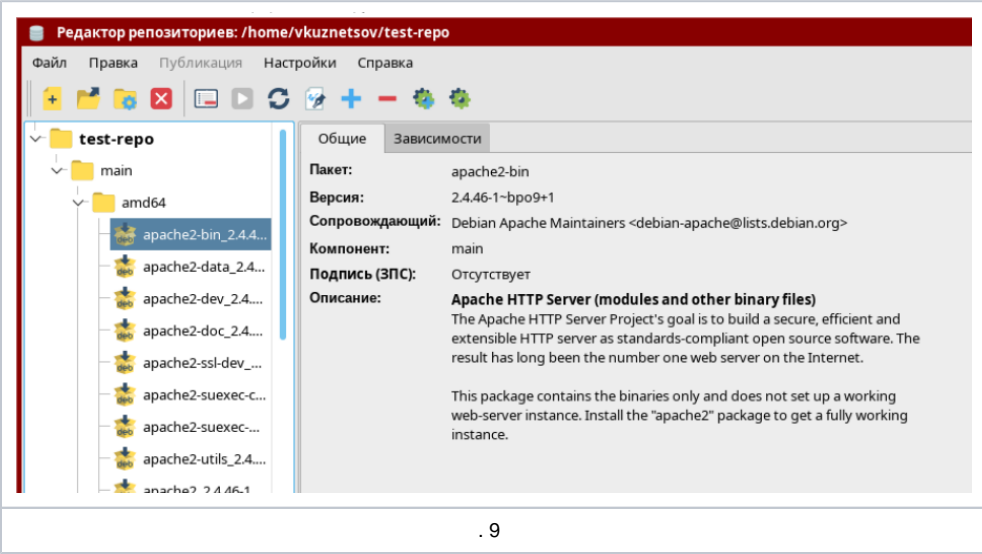 Редактор репозиториев: /home/vkuznetsov/test-repo
Файл Правка Публикация Настройки Справка
test-repo
main
amd64
apache2-bin_2.4.4...
apache2-data_2.4....
apache2-dev_2.4....
apache2-doc_2.4....
apache2-ssl-dev_...
apache2-suexec-c...
apache2-suexec-...
apache2-utils_2.4....
apache2_2.4.46-1
Общие Зависимости
Пакет: apache2-bin
Версия: 2.4.46-1~bpo9+1
Сопровождающий: Debian Apache Maintainers <debian-apache@lists.debian.org>
Компонент: main
Подпись (ЗПС): Отсутствует
Описание: Apache HTTP Server (modules and other binary files)
The Apache HTTP Server Project's goal is to build a secure, efficient and
extensible HTTP server as standards-compliant open source software. The
result has long been the number one web server on the Internet.
This package contains the binaries only and does not set up a working
web-server instance. Install the "apache2" package to get a fully working
instance.
. 9